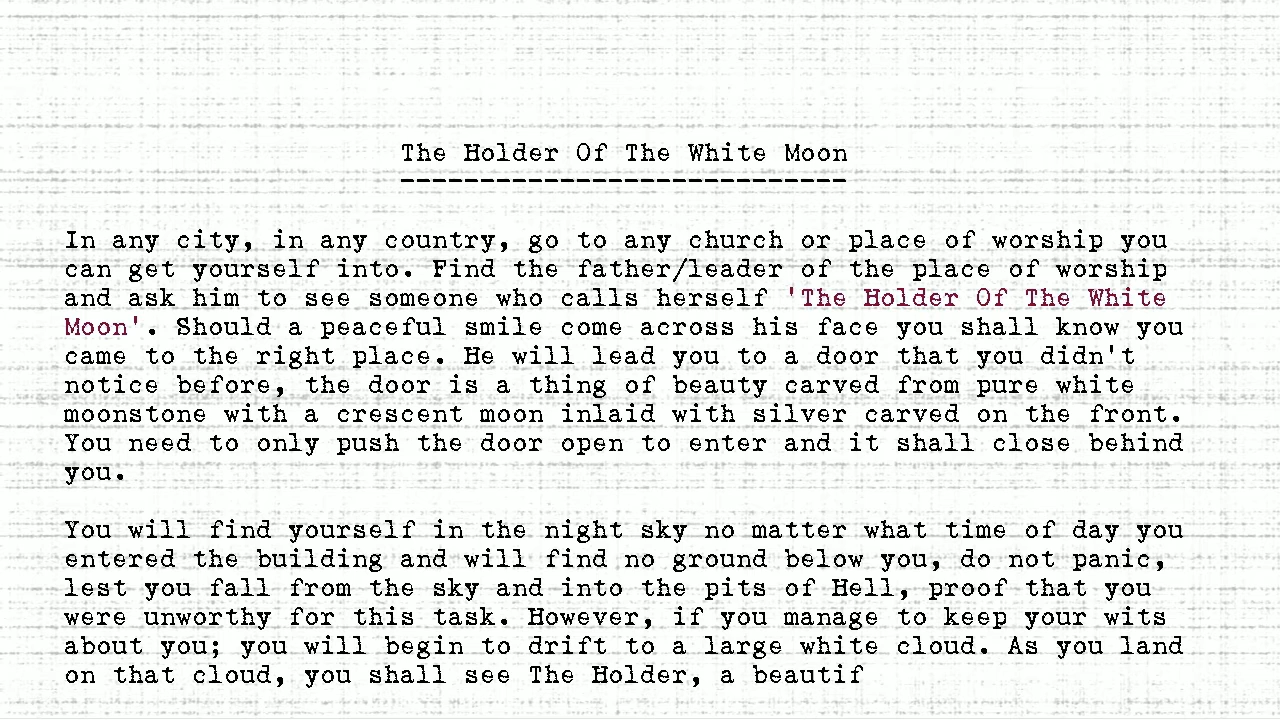 The Holder Of The White Moon
----------------------------
In any city, in any country, go to any church or place of worship you
can get yourself into. Find the father/leader of the place of worship
and ask him to see someone who calls herself 'The Holder Of The White
Moon'. Should a peaceful smile come across his face you shall know you
came to the right place. He will lead you to a door that you didn't
notice before, the door is a thing of beauty carved from pure white
moonstone with a crescent moon inlaid with silver carved on the front.
You need to only push the door open to enter and it shall close behind
you.
You will find yourself in the night sky no matter what time of day you
entered the building and will find no ground below you, do not panic,
lest you fall from the sky and into the pits of Hell, proof that you
were unworthy for this task. However, if you manage to keep your wits
about you; you will begin to drift to a large white cloud. As you land
on that cloud, you shall see The Holder, a beautif